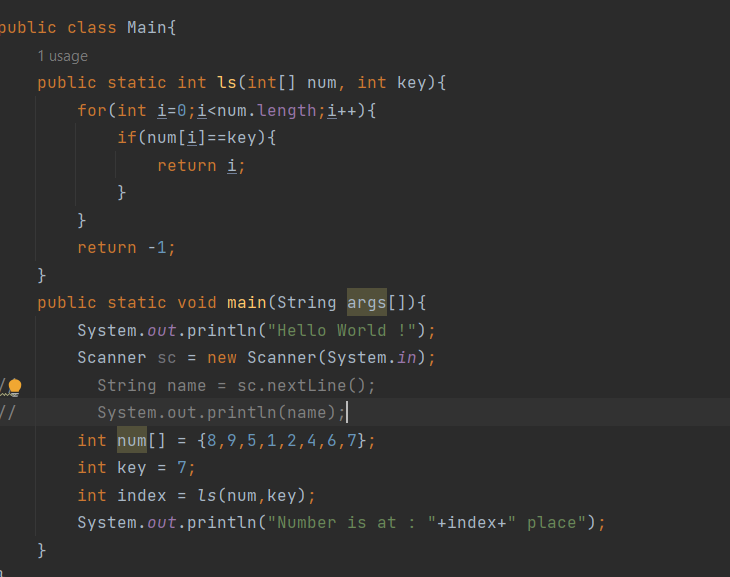 public class Main{
1 usage
public static int ls(int[] num, int key){
for(int i=0;i<num.length;i++){
if(num[i]==key){
return i;
}
}
return -1;
}
public static void main(String args[]){
System.out.println("Hello World !");
Scanner sc = new Scanner(System.in);
// String name = sc.nextLine();
// System.out.println(name);
int num[] = {8,9,5,1,2,4,6,7};
int key = 7;
int index = ls(num,key);
System.out.println("Number is at : "+index+" place");
}
}